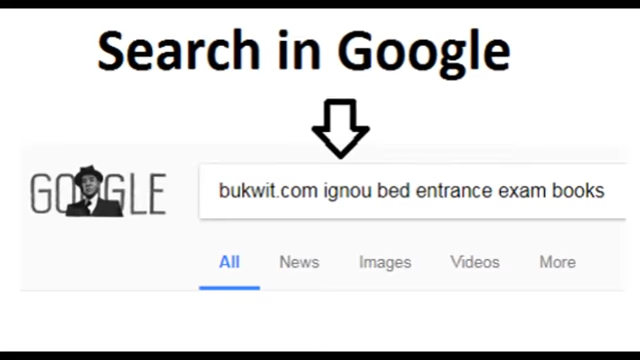 Search in Google
GOOGLE
bukwit.com ignou bed entrance exam books
All News Images Videos More